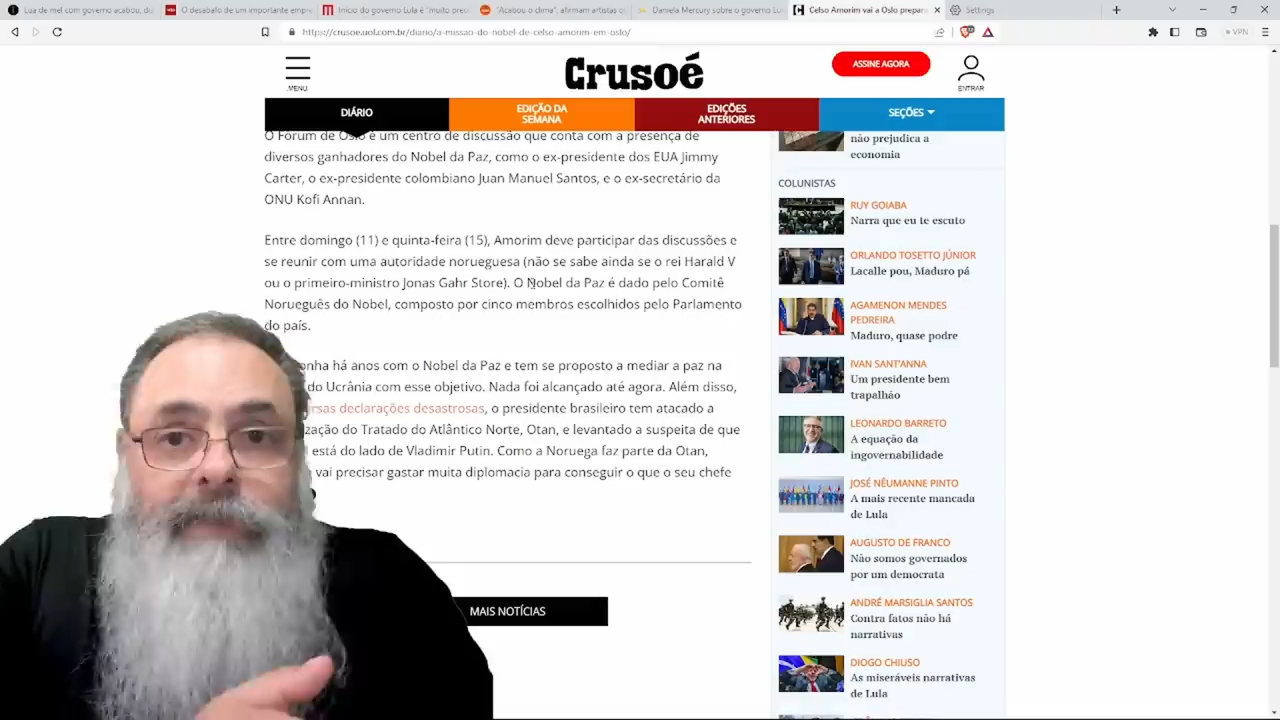 Lua de mel com governo acabou, du
O desabafo de um importante emp
Início do governo Lula é "muito preo
"Acabou o clima", afirmam artistas q
Daniela Mercury sobre o governo Lul
Celso Amorim vai a Oslo prepara
Settings
https://crusoe.uol.com.br/diario/a-missao-do-nobel-de-celso-amorim-em-oslo/
VPN
MENU
Crusoé
ASSINE AGORA
ENTRAR
DIÁRIO
EDIÇÃO DA
SEMANA
EDIÇÕES
ANTERIORES
SEÇÕES
O Fórum de Oslo é um centro de discussão que conta com a presença de
diversos ganhadores do Nobel da Paz, como o ex-presidente dos EUA Jimmy
Carter, o ex-presidente colombiano Juan Manuel Santos, e o ex-secretário da
ONU Kofi Annan.
Entre domingo (11) e quinta-feira (15), Amorim deve participar das discussões e
reunir com uma autoridade norueguesa (não se sabe ainda se o rei Harald V
ou o primeiro-ministro Jonas Gahr Store). O Nobel da Paz é dado pelo Comitê
Norueguês do Nobel, composto por cinco membros escolhidos pelo Parlamento
do país.
onha há anos com o Nobel da Paz e tem se proposto a mediar a paz na
do Ucrânia com esse objetivo. Nada foi alcançado até agora. Além disso,
rsas declarações desastrosas, o presidente brasileiro tem atacado a
zação do Tratado do Atlântico Norte, Otan, e levantado a suspeita de que
está do lado de Vladimir Putin. Como a Noruega faz parte da Otan,
vai precisar gastar muita diplomacia para conseguir o que o seu chefe
MAIS NOTÍCIAS
não prejudica a
economia
COLUNISTAS
RUY GOIABA
Narra que eu te escuto
ORLANDO TOSETTO JÚNIOR
Lacalle pou, Maduro pá
AGAMENON MENDES
PEDREIRA
Maduro, quase podre
IVAN SANT'ANNA
Um presidente bem
trapalhão
LEONARDO BARRETO
A equação da
ingovernabilidade
JOSÉ NÊUMANNE PINTO
A mais recente mancada
de Lula
AUGUSTO DE FRANCO
Não somos governados
por um democrata
ANDRÉ MARSIGLIA SANTOS
Contra fatos não há
narrativas
DIOGO CHIUSO
As miseráveis narrativas
de Lula